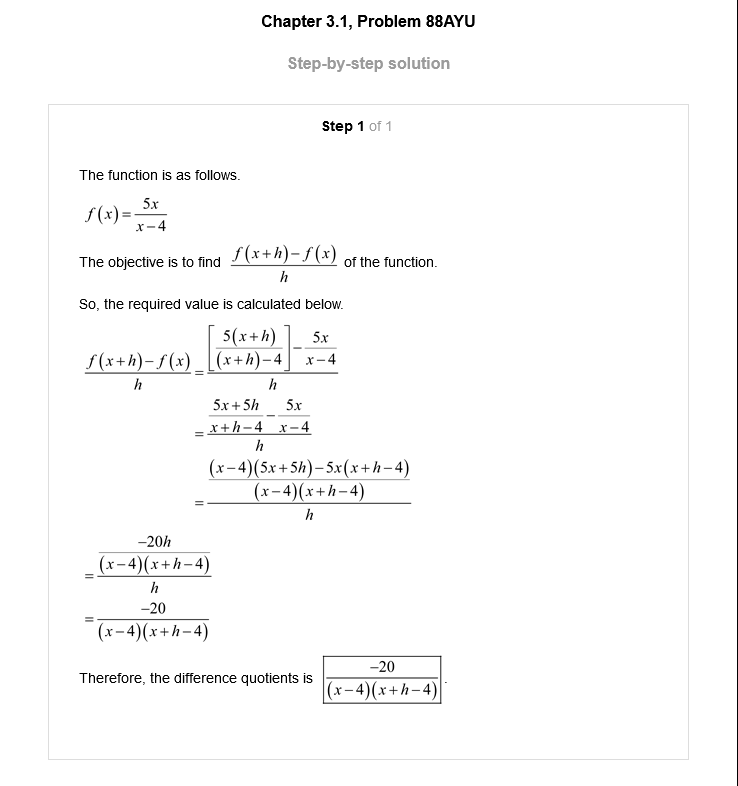 Chapter 3.1, Problem 88AYU
Step-by-step solution
Step 1 of 1
The function is as follows.
f(x)=\frac{5x}{x-4}
The objective is to find \frac{f(x+h)-f(x)}{h} of the function.
So, the required value is calculated below.
\frac{f(x+h)-f(x)}{h}=\frac{\left[\frac{5(x+h)}{(x+h)-4}\right]-\frac{5x}{x-4}}{h}
=\frac{\frac{5x+5h}{x+h-4}-\frac{5x}{x-4}}{h}
=\frac{\frac{(x-4)(5x+5h)-5x(x+h-4)}{(x-4)(x+h-4)}}{h}
=\frac{\frac{-20h}{(x-4)(x+h-4)}}{h}
=\frac{-20}{(x-4)(x+h-4)}
Therefore, the difference quotients is \frac{-20}{(x-4)(x+h-4)}.